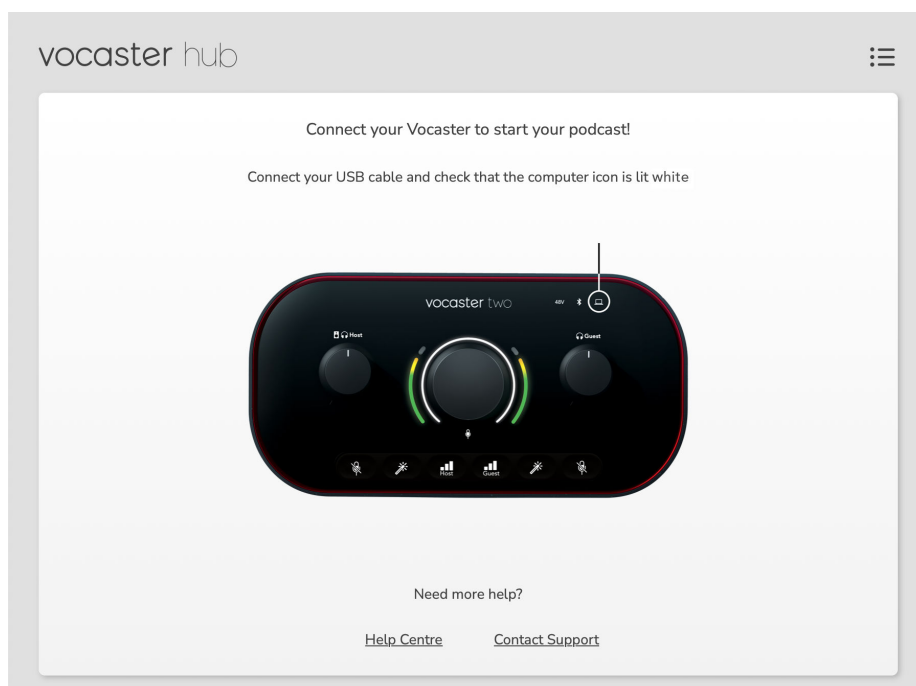 vocaster hub
Connect your Vocaster to start your podcast!
Connect your USB cable and check that the computer icon is lit white
vocaster two
48V
Host
Guest
Host
Guest
Need more help?
Help Centre
Contact Support